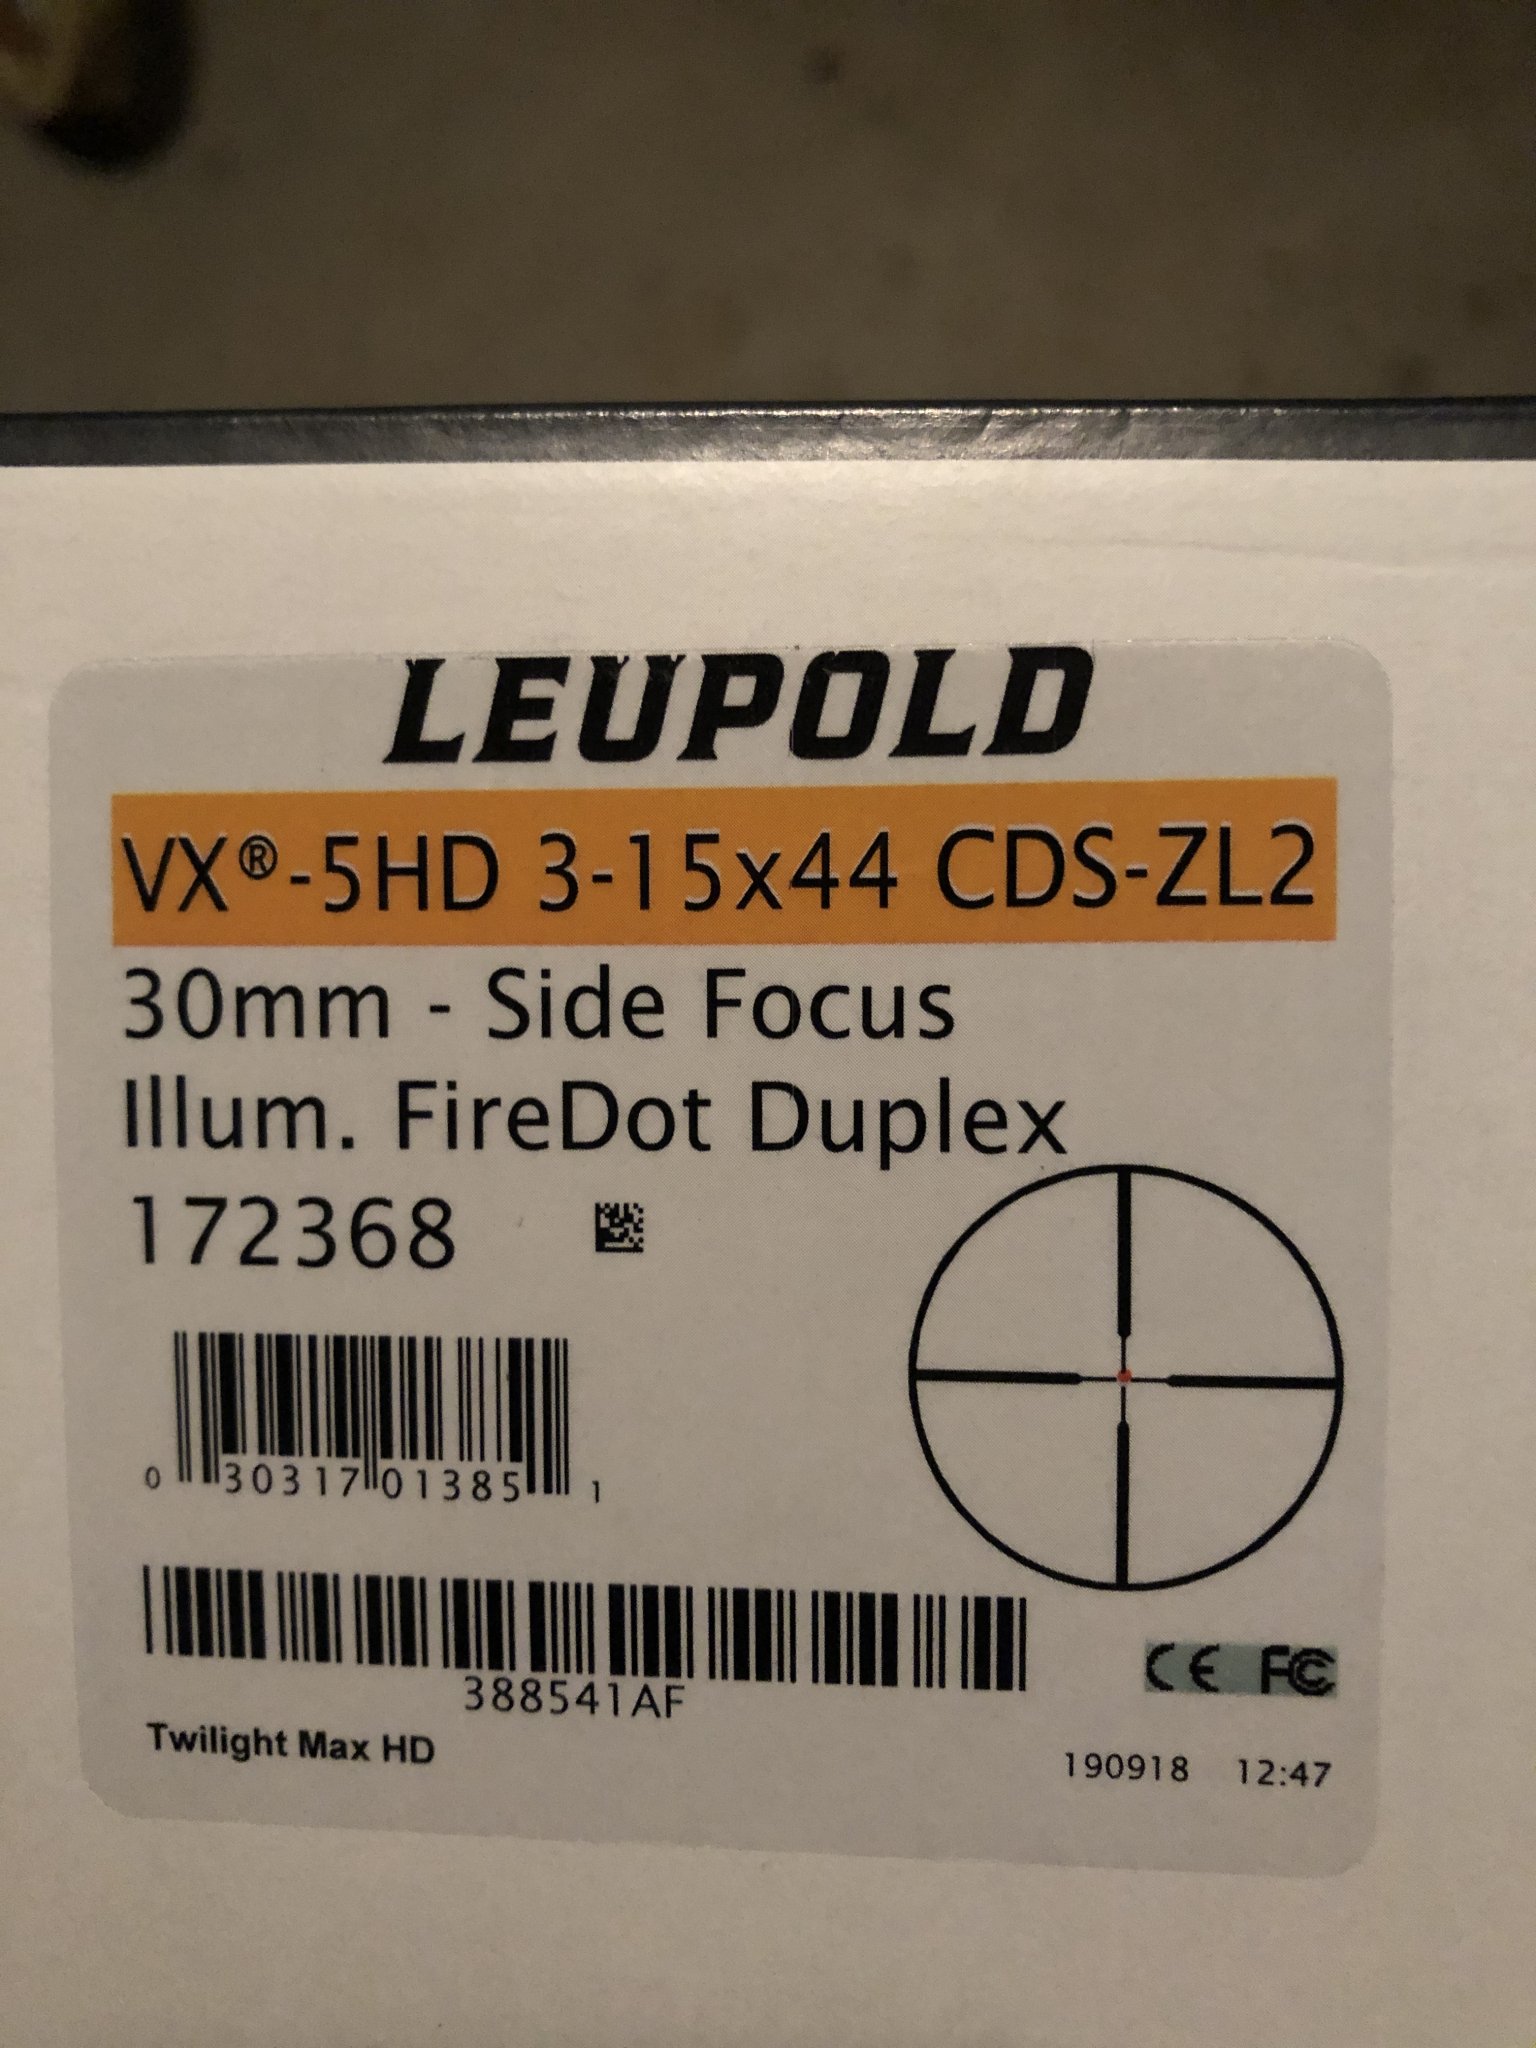 LEUPOLD
VX®-5HD 3-15x44 CDS-ZL2
30mm - Side Focus
Illum. FireDot Duplex
172368
0 30317 01385 1
388541AF
CE FC
Twilight Max HD
190918 12:47